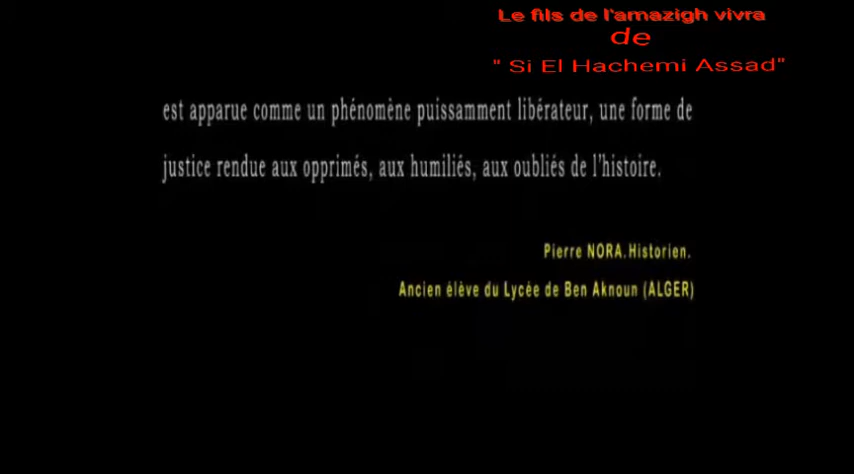 Le fils de l'amazigh vivra
de
" Si El Hachemi Assad"
est apparue comme un phénomène puissamment libérateur, une forme de
justice rendue aux opprimés, aux humiliés, aux oubliés de l'histoire.
Pierre NORA.Historien.
Ancien élève du Lycée de Ben Aknoun (ALGER)